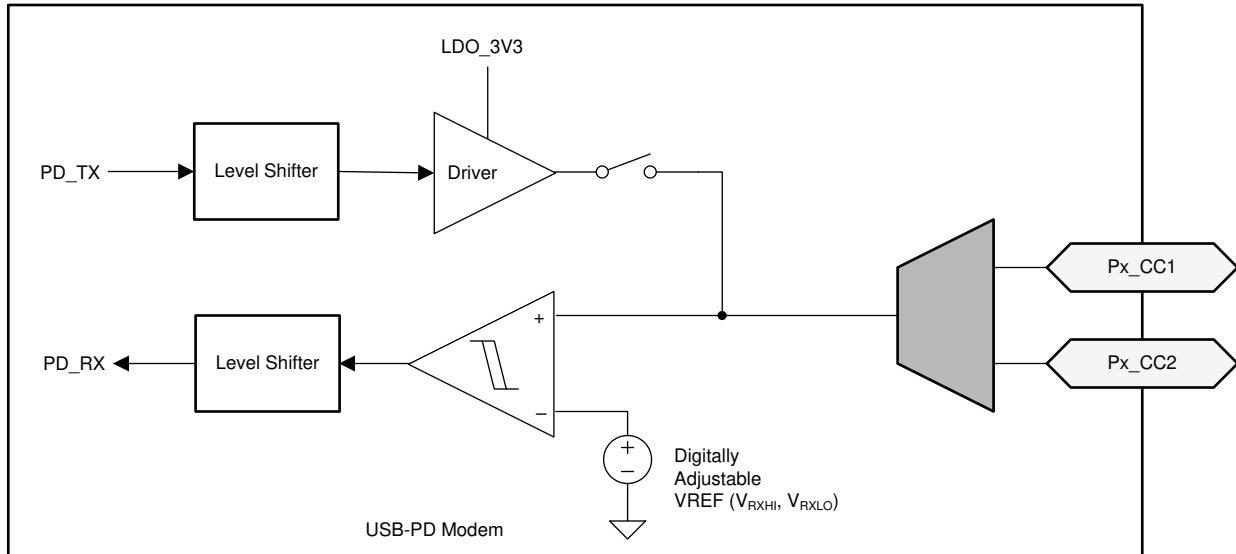 LDO_3V3
PD_TX
Level Shifter
Driver
Px_CC1
+
PD_RX
Level Shifter
Px_CC2
−
+
−
Digitally
Adjustable
VREF (VRXHI, VRXLO)
USB-PD Modem